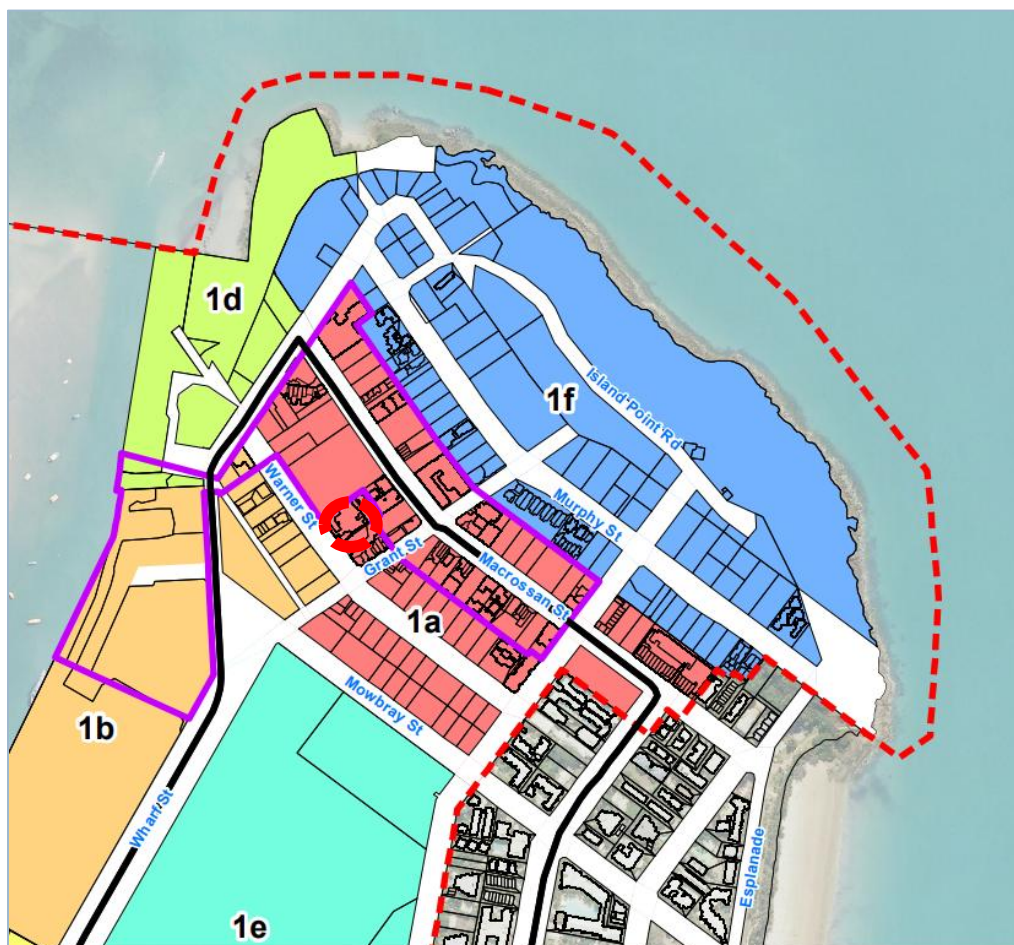 1d
1f
Island Point Rd
Warner St
Murphy St
Grant St
Macrossan St
1a
Mowbray St
1b
Wharf St
Esplanade
1e